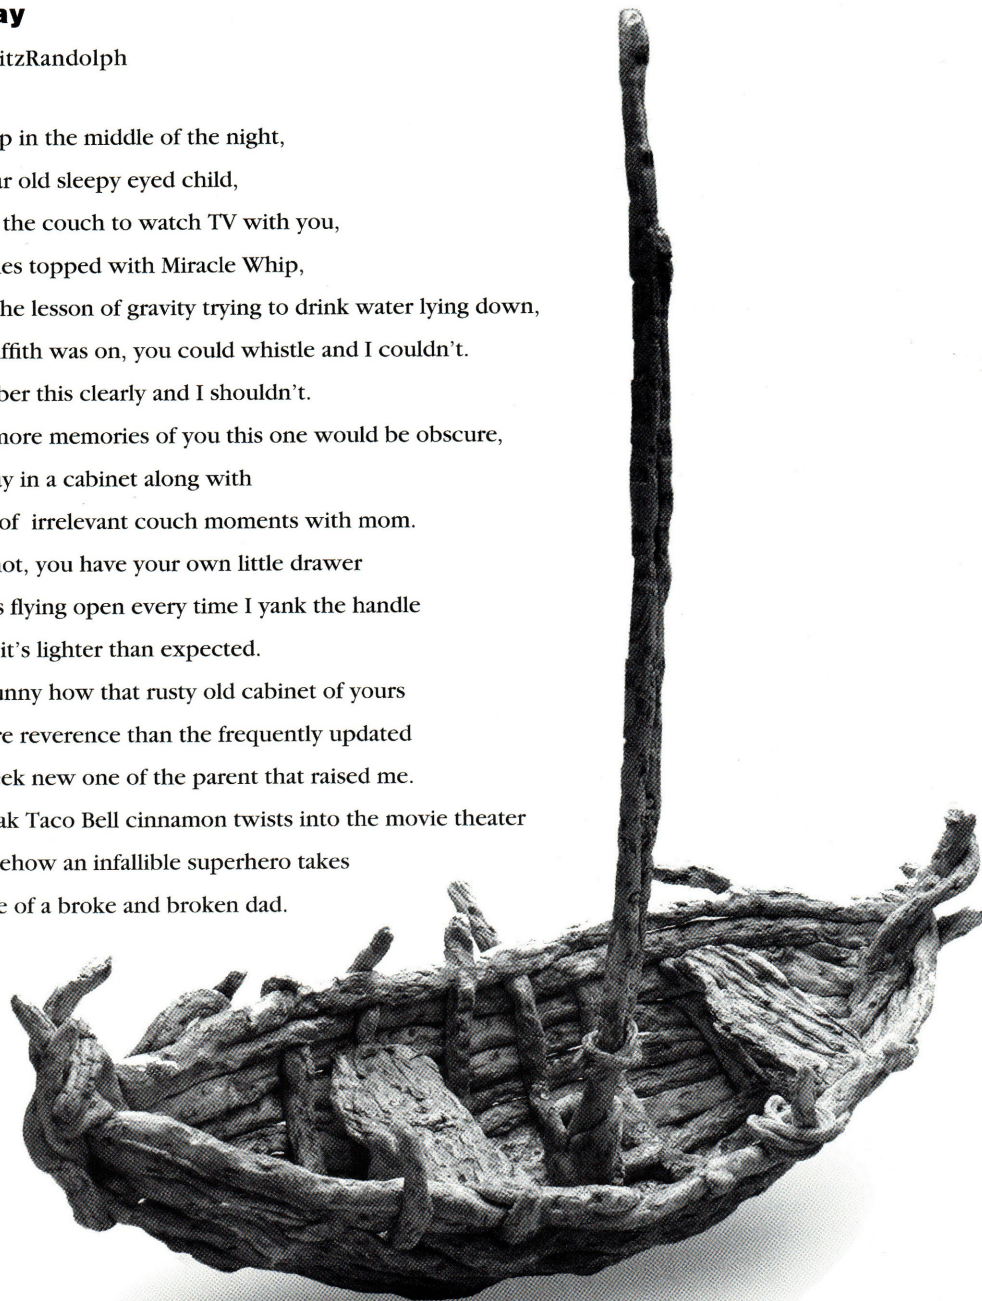 ay
itzRandolph
p in the middle of the night,
ar old sleepy eyed child,
the couch to watch TV with you,
es topped with Miracle Whip,
he lesson of gravity trying to drink water lying down,
ffith was on, you could whistle and I couldn't.
ber this clearly and I shouldn't.
more memories of you this one would be obscure,
y in a cabinet along with
of irrelevant couch moments with mom.
ot, you have your own little drawer
s flying open every time I yank the handle
it's lighter than expected.
unny how that rusty old cabinet of yours
re reverence than the frequently updated
ek new one of the parent that raised me.
ak Taco Bell cinnamon twists into the movie theater
ehow an infallible superhero takes
e of a broke and broken dad.